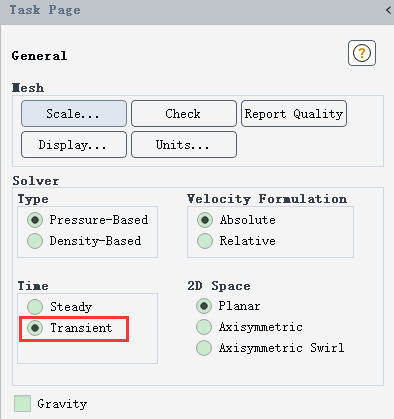 Task Page
<
General
?
Mesh
Scale... Check Report Quality
Display... Units...
Solver
Type Velocity Formulation
Pressure-Based Absolute
Density-Based Relative
Time 2D Space
Steady Planar
Transient Axisymmetric
Axisymmetric Swirl
Gravity